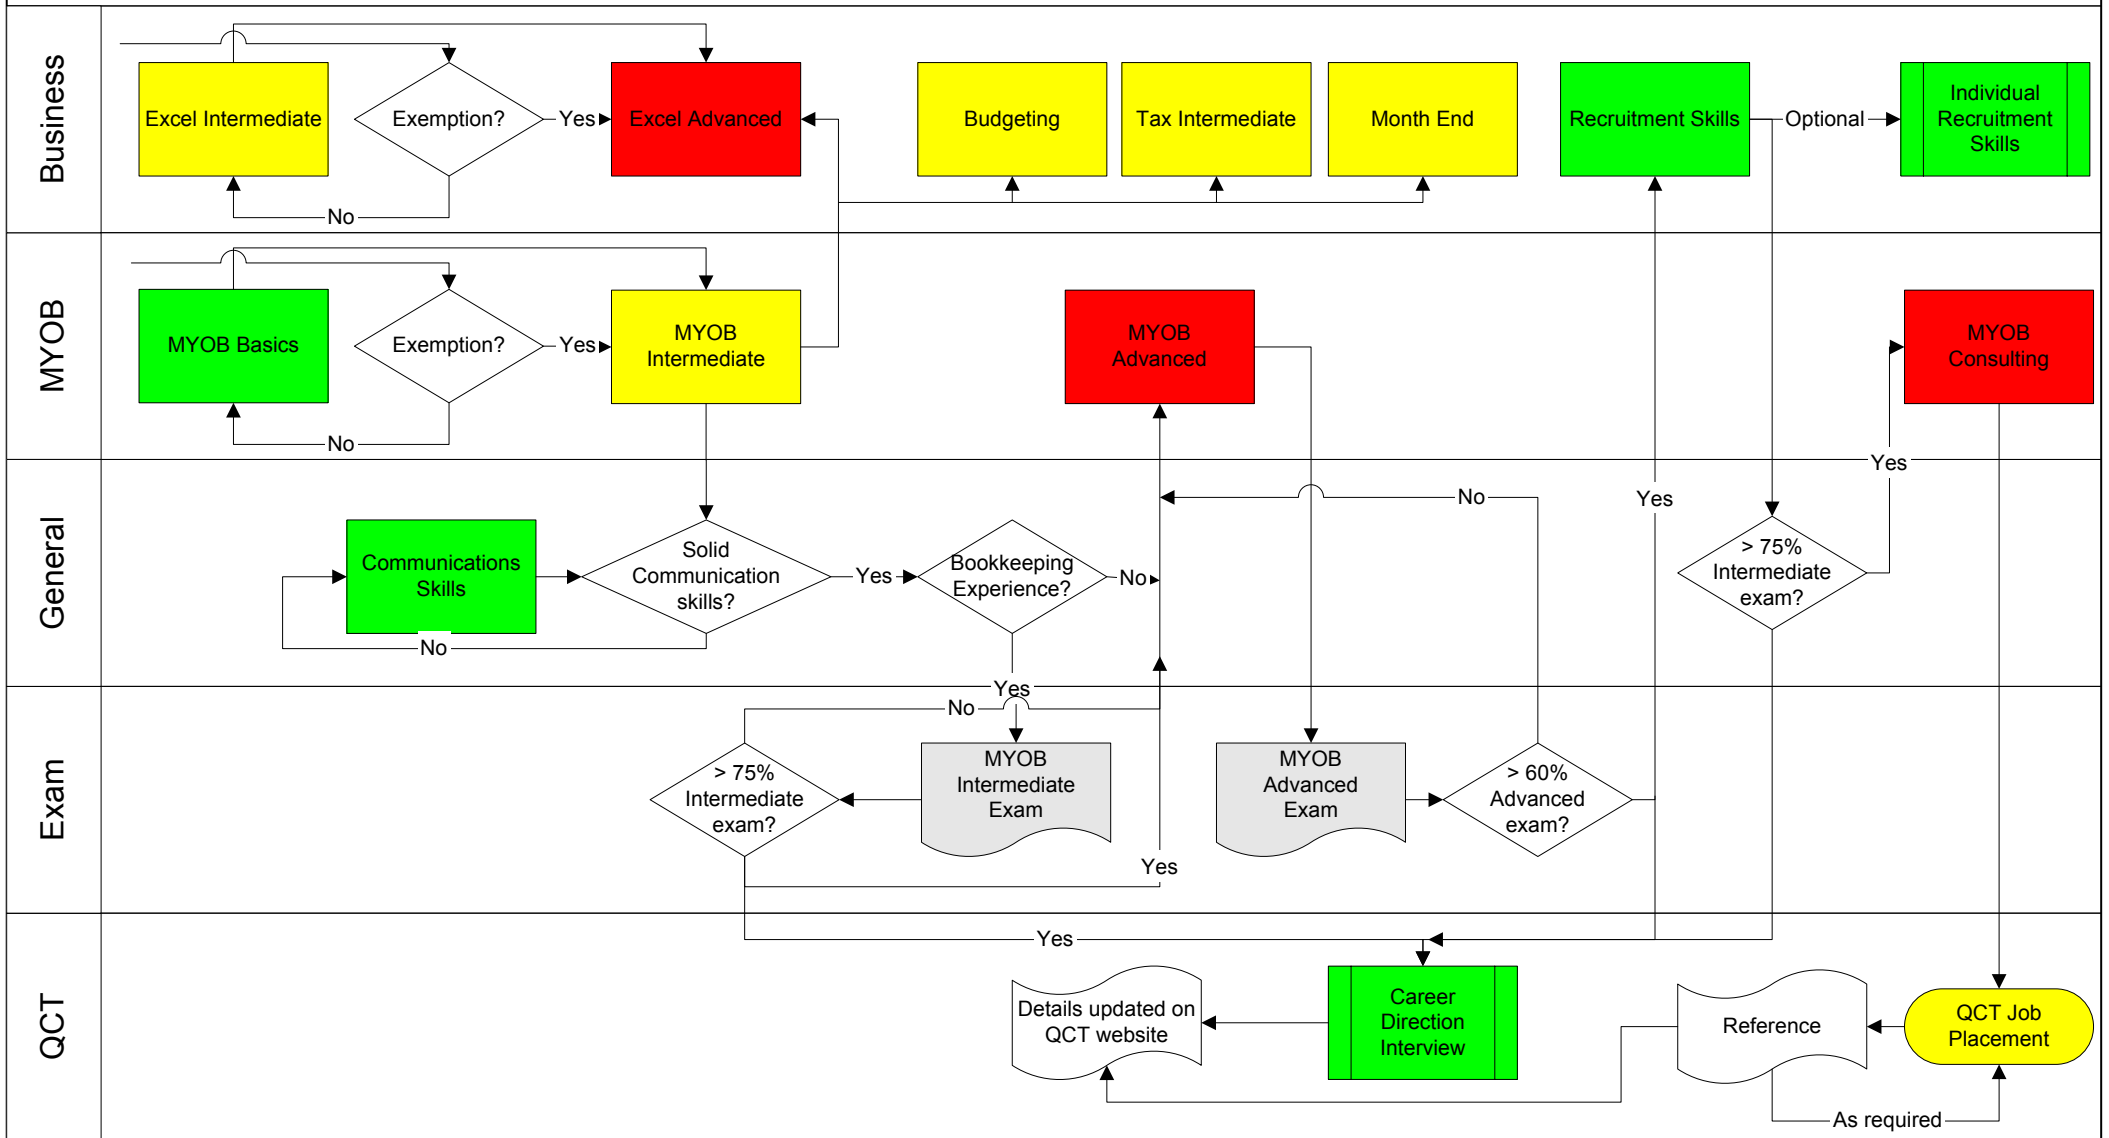 Business
Excel Intermediate
Exemption?
Yes
Excel Advanced
Budgeting
Tax Intermediate
Month End
Recruitment Skills
Optional
Individual
Recruitment
Skills
No
MYOB
MYOB Basics
Exemption?
Yes
MYOB
Intermediate
MYOB
Advanced
MYOB
Consulting
No
General
Communications
Skills
Solid
Communication
skills?
Yes
Bookkeeping
Experience?
No
No
Yes
Yes
> 75%
Intermediate
exam?
No
Yes
Exam
No
> 75%
Intermediate
exam?
MYOB
Intermediate
Exam
MYOB
Advanced
Exam
> 60%
Advanced
exam?
Yes
QCT
Yes
Details updated on
QCT website
Career
Direction
Interview
Reference
QCT Job
Placement
As required